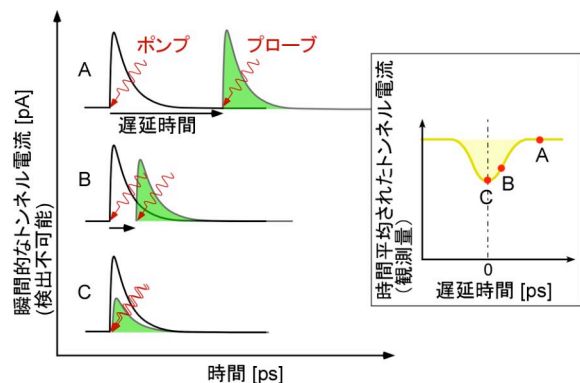 ポンプ
プローブ
A
遅延時間
B
C
瞬間的なトンネル電流 [pA]
(検出不可能)
時間 [ps]
時間平均されたトンネル電流
(観測量)
A
B
C
0
遅延時間 [ps]